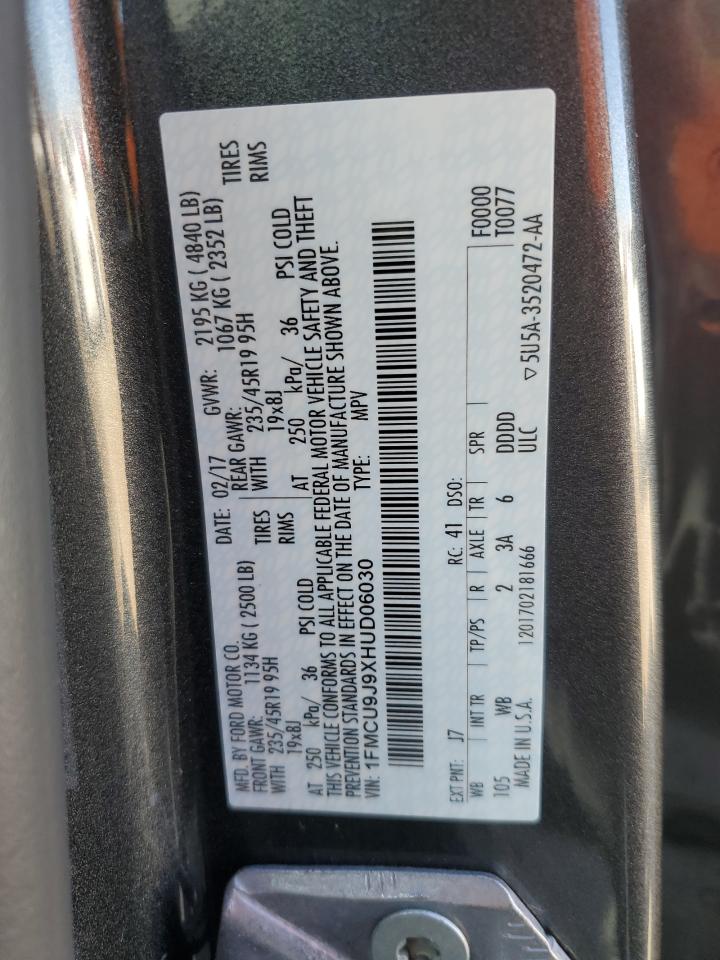 MFD. BY FORD MOTOR CO. DATE: 02/17 GVWR: 2195 KG ( 4840 LB)
FRONT GAWR: 1134 KG ( 2500 LB) REAR GAWR: 1067 KG ( 2352 LB)
WITH 235/45R19 95H TIRES WITH 235/45R19 95H TIRES
19x8J RIMS 19x8J RIMS
AT 250 kPa/ 36 PSI COLD AT 250 kPa/ 36 PSI COLD
THIS VEHICLE CONFORMS TO ALL APPLICABLE FEDERAL MOTOR VEHICLE SAFETY AND THEFT
PREVENTION STANDARDS IN EFFECT ON THE DATE OF MANUFACTURE SHOWN ABOVE.
VIN: 1FMCU9J9XHUD06030 TYPE: MPV
EXT PNT: J7 RC: 41 DSO: F0000
WB INT TR TP/PS R AXLE TR SPR T0077
105 WB 2 3A 6 DDDD
MADE IN U.S.A. 1201702181666 ULC ▽5U5A-3520472-AA